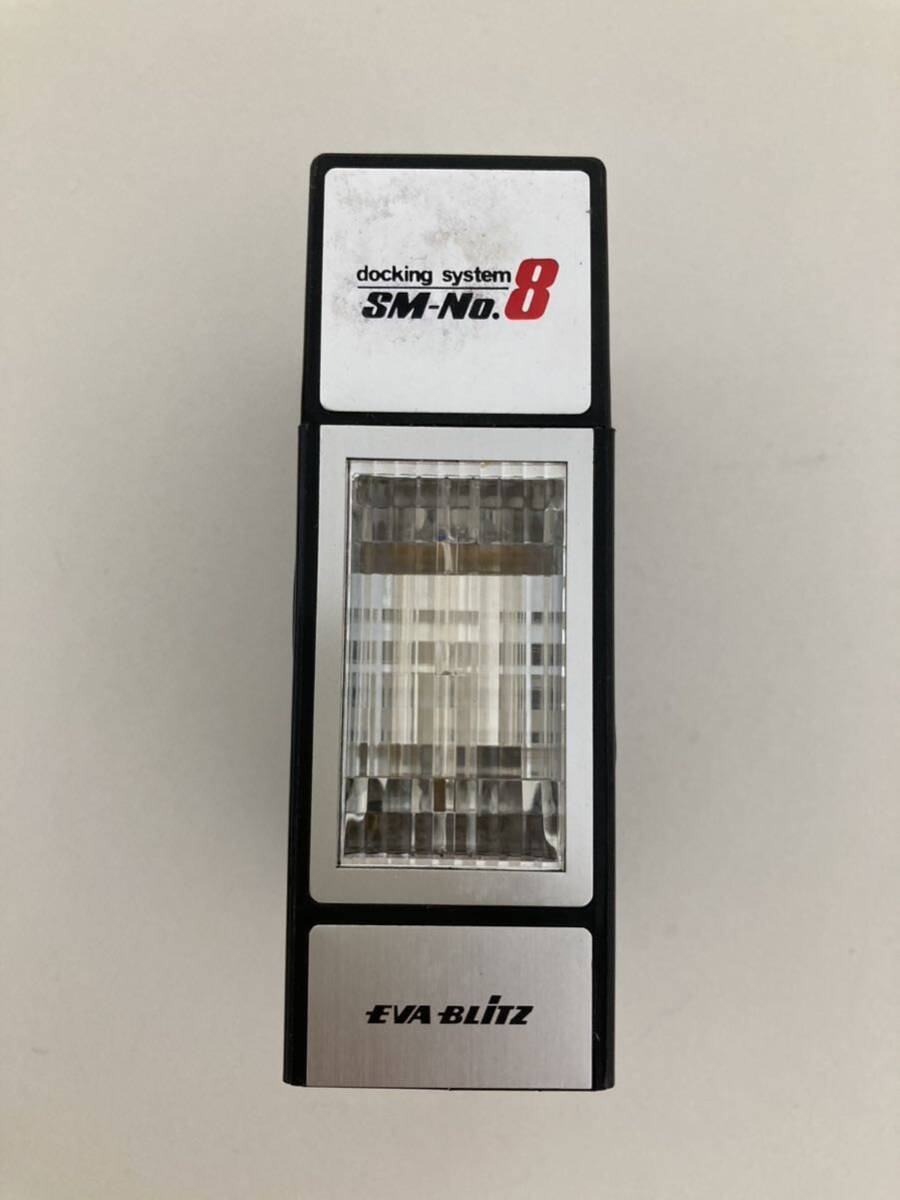 docking system 8
SM-No.
EVA-BLiTZ